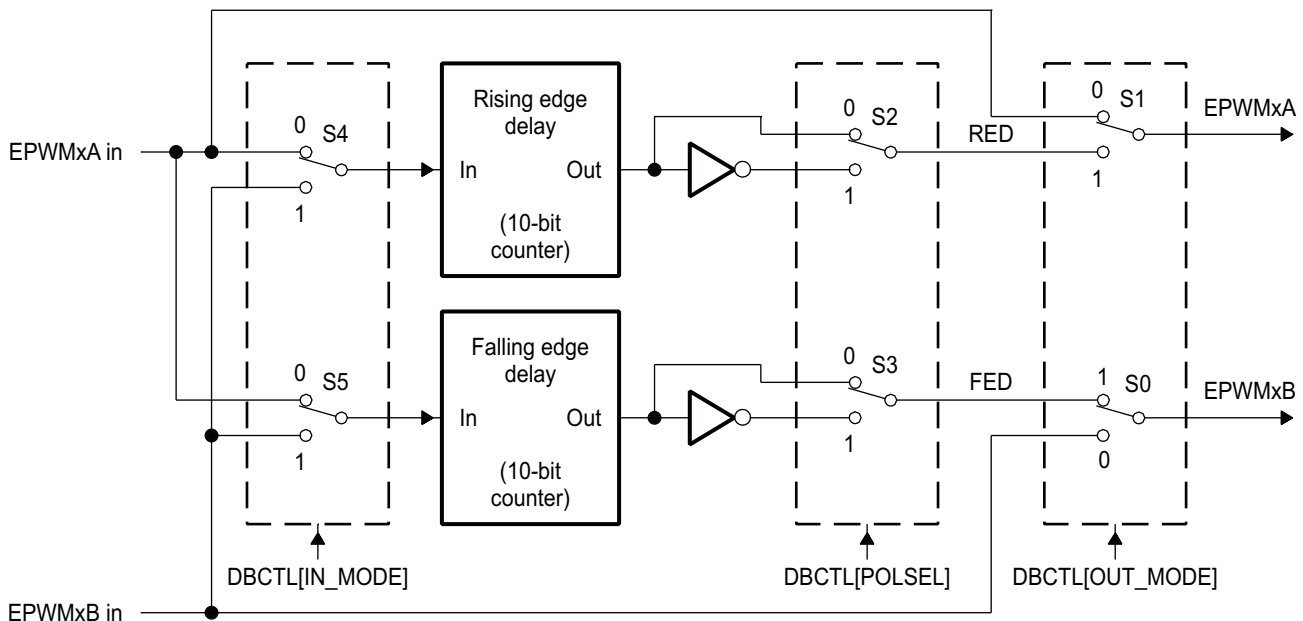 EPWMxA in
0
S4
1
Rising edge
delay
In
Out
(10-bit
counter)
0
S2
1
RED
0
S1
1
EPWMxA
0
S5
1
Falling edge
delay
In
Out
(10-bit
counter)
0
S3
1
FED
1
S0
0
EPWMxB
DBCTL[IN_MODE]
DBCTL[POLSEL]
DBCTL[OUT_MODE]
EPWMxB in